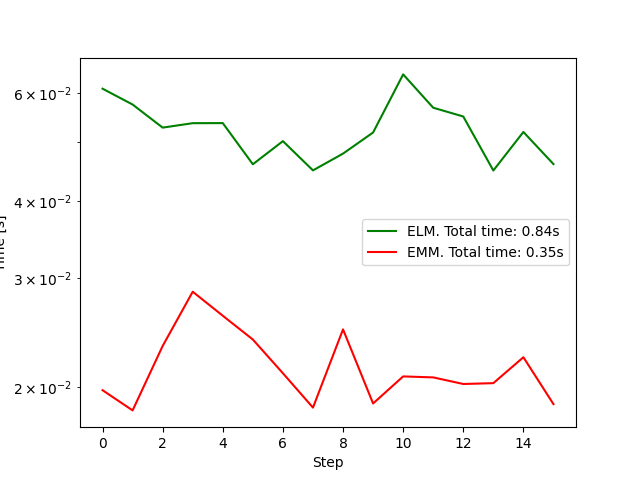 6 × 10⁻²
4 × 10⁻²
3 × 10⁻²
2 × 10⁻²
ELM. Total time: 0.84s
EMM. Total time: 0.35s
0 2 4 6 8 10 12 14
Step